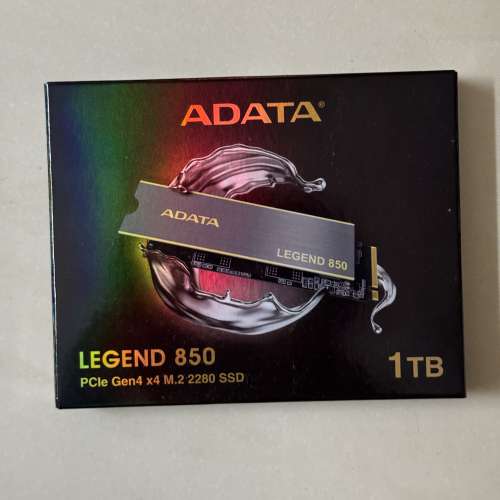 ADATA®
ADATA
LEGEND 850
LEGEND 850
PCIe Gen4 x4 M.2 2280 SSD
1TB